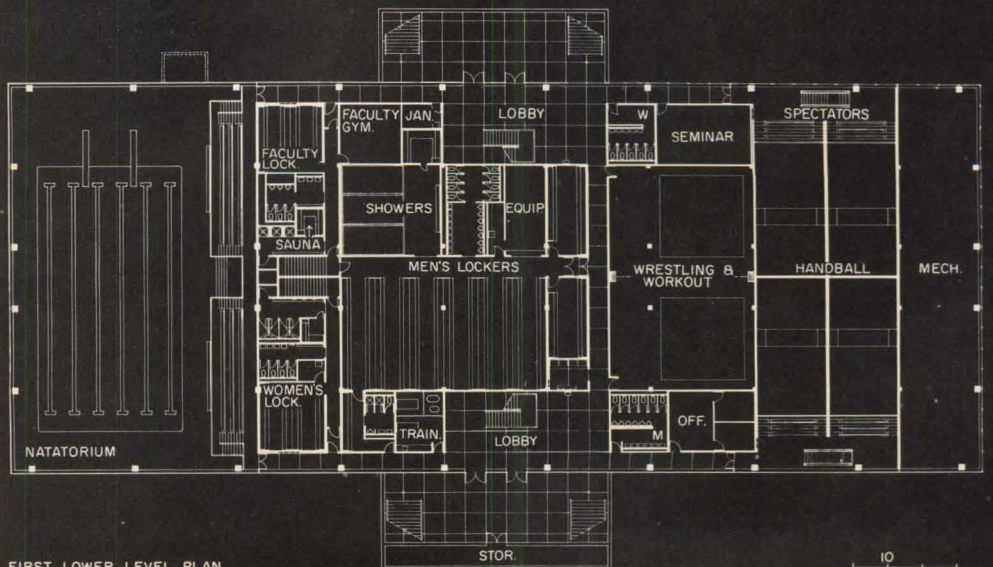 FACULTY
GYM.
JAN.
LOBBY
W
SEMINAR
SPECTATORS
FACULTY
LOCK.
SHOWERS
EQUIP.
SAUNA
MEN'S LOCKERS
WRESTLING &
WORKOUT
HANDBALL
MECH.
WOMEN'S
LOCK.
TRAIN.
LOBBY
M
OFF.
NATATORIUM
STOR.
FIRST LOWER LEVEL PLAN
10